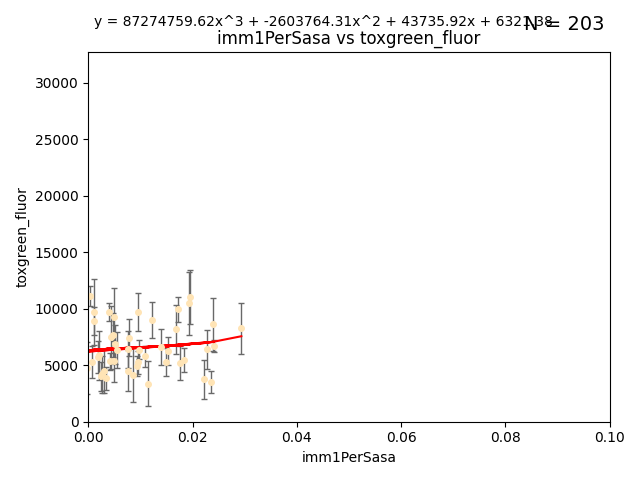 y = 87274759.62x^3 + -2603764.31x^2 + 43735.92x + 6321.38
N = 203
imm1PerSasa vs toxgreen_fluor
30000
25000
20000
15000
10000
5000
0
toxgreen_fluor
0.00 0.02 0.04 0.06 0.08 0.10
imm1PerSasa